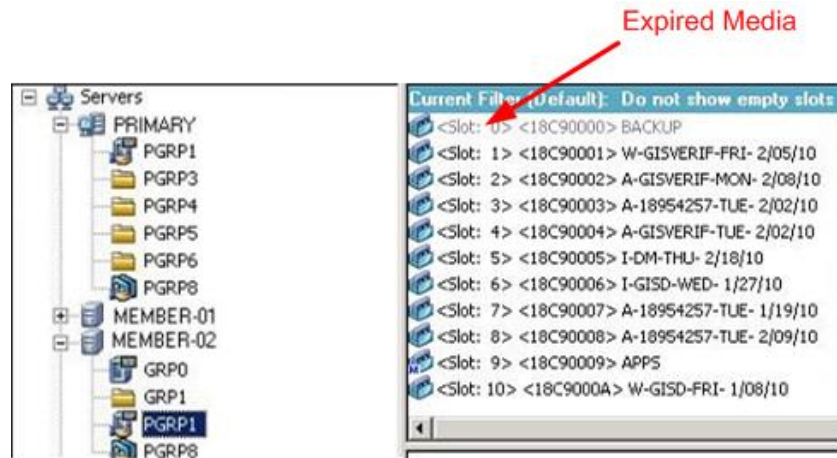 Expired Media
Servers
PRIMARY
PGRP1
PGRP3
PGRP4
PGRP5
PGRP6
PGRP8
MEMBER-01
MEMBER-02
GRP0
GRP1
PGRP1
PGRP8
Current Filter (Default): Do not show empty slots
<Slot: 0> <18C90000> BACKUP
<Slot: 1> <18C90001> W-GISVERIF-FRI- 2/05/10
<Slot: 2> <18C90002> A-GISVERIF-MON- 2/08/10
<Slot: 3> <18C90003> A-18954257-TUE- 2/02/10
<Slot: 4> <18C90004> A-GISVERIF-TUE- 2/02/10
<Slot: 5> <18C90005> I-DM-THU- 2/18/10
<Slot: 6> <18C90006> I-GISD-WED- 1/27/10
<Slot: 7> <18C90007> A-18954257-TUE- 1/19/10
<Slot: 8> <18C90008> A-18954257-TUE- 2/09/10
<Slot: 9> <18C90009> APPS
<Slot: 10> <18C9000A> W-GISD-FRI- 1/08/10